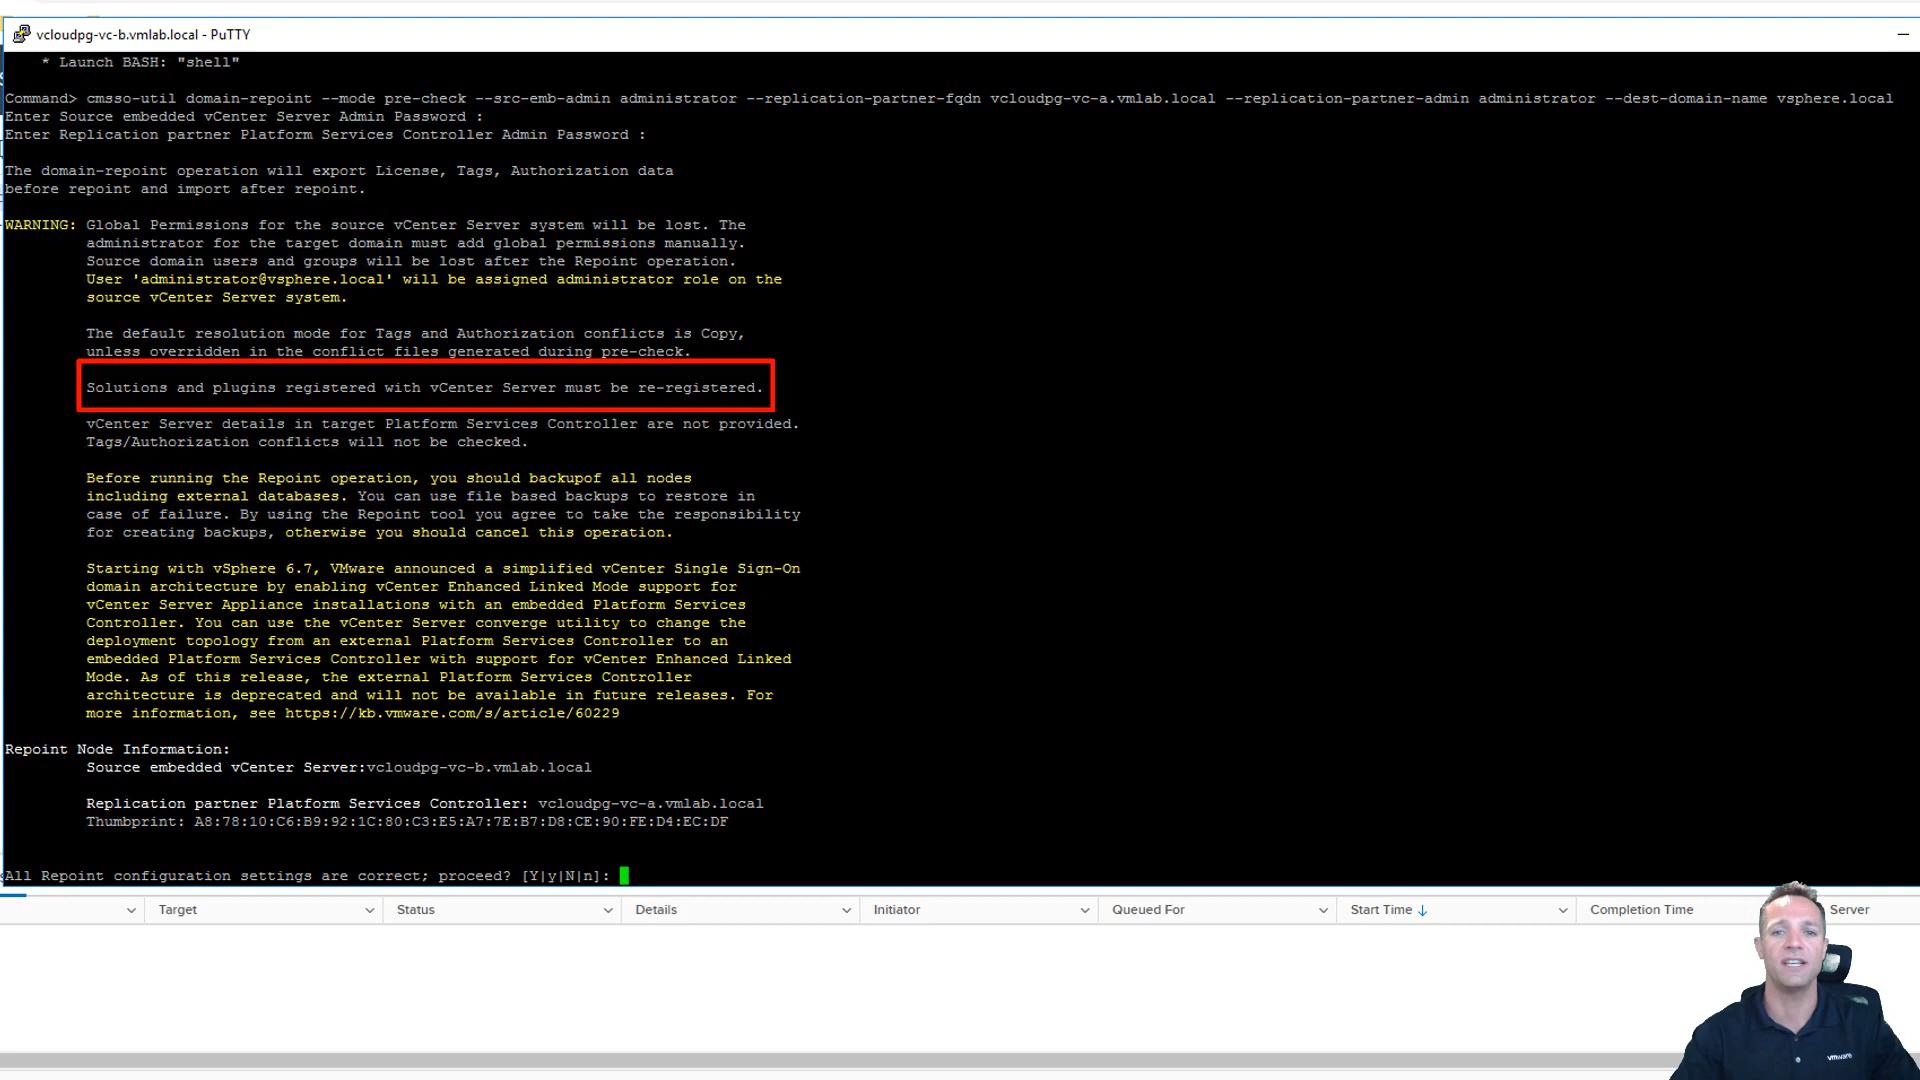 vcloudpg-vc-b.vmlab.local - PuTTY
* Launch BASH: "shell"
Command> cmsso-util domain-repoint --mode pre-check --src-emb-admin administrator --replication-partner-fqdn vcloudpg-vc-a.vmlab.local --replication-partner-admin administrator --dest-domain-name vsphere.local
Enter Source embedded vCenter Server Admin Password :
Enter Replication partner Platform Services Controller Admin Password :
The domain-repoint operation will export License, Tags, Authorization data
before repoint and import after repoint.
WARNING: Global Permissions for the source vCenter Server system will be lost. The
administrator for the target domain must add global permissions manually.
Source domain users and groups will be lost after the Repoint operation.
User 'administrator@vsphere.local' will be assigned administrator role on the
source vCenter Server system.
The default resolution mode for Tags and Authorization conflicts is Copy,
unless overridden in the conflict files generated during pre-check.
Solutions and plugins registered with vCenter Server must be re-registered.
vCenter Server details in target Platform Services Controller are not provided.
Tags/Authorization conflicts will not be checked.
Before running the Repoint operation, you should backupof all nodes
including external databases. You can use file based backups to restore in
case of failure. By using the Repoint tool you agree to take the responsibility
for creating backups, otherwise you should cancel this operation.
Starting with vSphere 6.7, VMware announced a simplified vCenter Single Sign-On
domain architecture by enabling vCenter Enhanced Linked Mode support for
vCenter Server Appliance installations with an embedded Platform Services
Controller. You can use the vCenter Server converge utility to change the
deployment topology from an external Platform Services Controller to an
embedded Platform Services Controller with support for vCenter Enhanced Linked
Mode. As of this release, the external Platform Services Controller
architecture is deprecated and will not be available in future releases. For
more information, see https://kb.vmware.com/s/article/60229
Repoint Node Information:
Source embedded vCenter Server:vcloudpg-vc-b.vmlab.local
Replication partner Platform Services Controller: vcloudpg-vc-a.vmlab.local
Thumbprint: A8:78:10:C6:B9:92:1C:80:C3:E5:A7:7E:B7:D8:CE:90:FE:D4:EC:DF
All Repoint configuration settings are correct; proceed? [Y|y|N|n]:
Target Status Details Initiator Queued For Start Time Completion Time Server
vmware